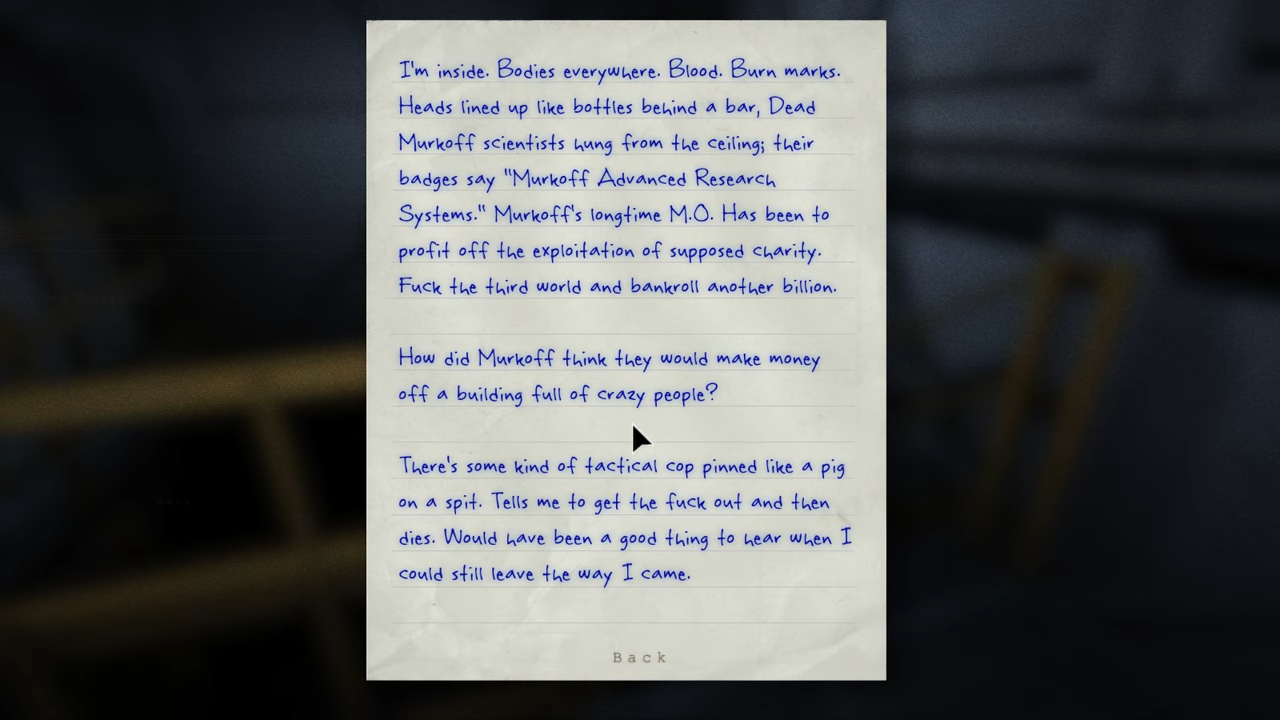 I'm inside. Bodies everywhere. Blood. Burn marks.
Heads lined up like bottles behind a bar, Dead
Murkoff scientists hung from the ceiling; their
badges say "Murkoff Advanced Research
Systems." Murkoff's longtime M.O. Has been to
profit off the exploitation of supposed charity.
Fuck the third world and bankroll another billion.
How did Murkoff think they would make money
off a building full of crazy people?
There's some kind of tactical cop pinned like a pig
on a spit. Tells me to get the fuck out and then
dies. Would have been a good thing to hear when I
could still leave the way I came.
Back